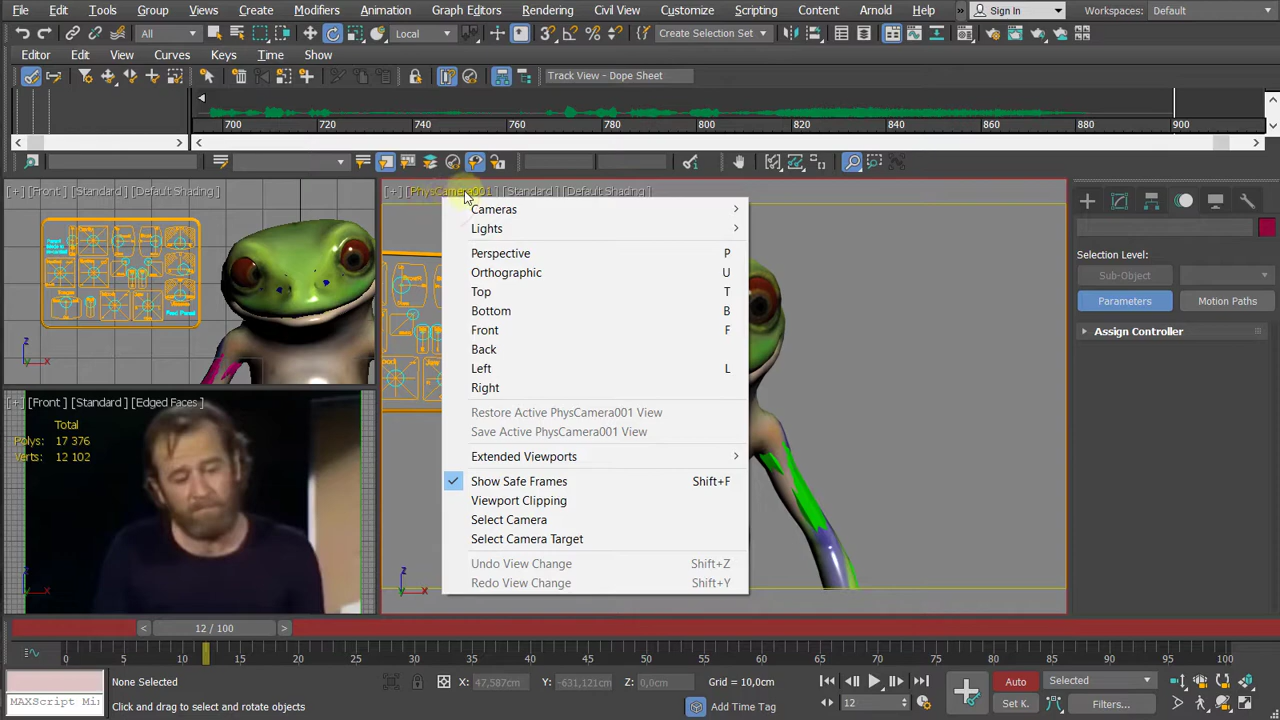 File Edit Tools Group Views Create Modifiers Animation Graph Editors Rendering Civil View Customize Scripting Content Arnold Help » Sign In Workspaces: Default
All Local Create Selection Set
Editor Edit View Curves Keys Time Show
Track View - Dope Sheet
700 720 740 760 780 800 820 840 860 880 900
[+] [Front ] [Standard ] [Default Shading ]
[+] [PhysCamera001 ] [Standard ] [Default Shading ]
Cameras
Lights
Perspective P
Orthographic U
Top T
Bottom B
Front F
Back
Left L
Right
Restore Active PhysCamera001 View
Save Active PhysCamera001 View
Extended Viewports
Show Safe Frames Shift+F
Viewport Clipping
Select Camera
Select Camera Target
Undo View Change Shift+Z
Redo View Change Shift+Y
Selection Level:
Sub-Object
Parameters Motion Paths
Assign Controller
[+] [Front ] [Standard ] [Edged Faces ]
Total
Polys: 17 376
Verts: 12 102
z x
z x
z x
12 / 100
0 5 10 15 20 25 30 35 40 45 50 55 60 65 70 75 80 85 90 95 100
None Selected X: 47,587cm Y: -631,121cm Z: 0,0cm Grid = 10,0cm Auto Selected
MAXScript Mi Click and drag to select and rotate objects Add Time Tag 12 Set K. Filters...